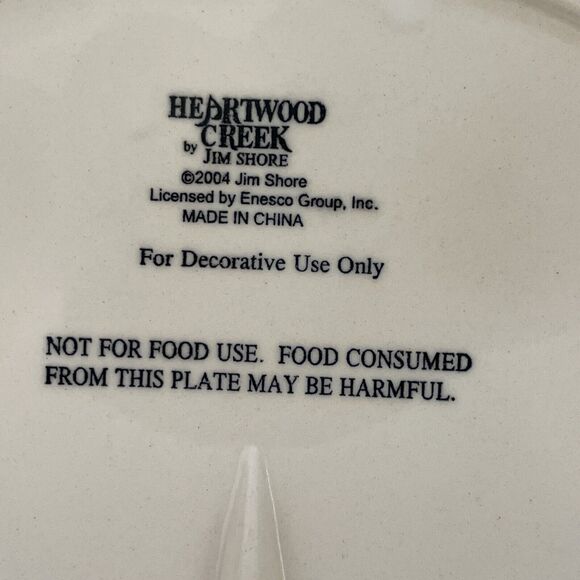 HEARTWOOD
CREEK
by JIM SHORE
©2004 Jim Shore
Licensed by Enesco Group, Inc.
MADE IN CHINA
For Decorative Use Only
NOT FOR FOOD USE. FOOD CONSUMED
FROM THIS PLATE MAY BE HARMFUL.